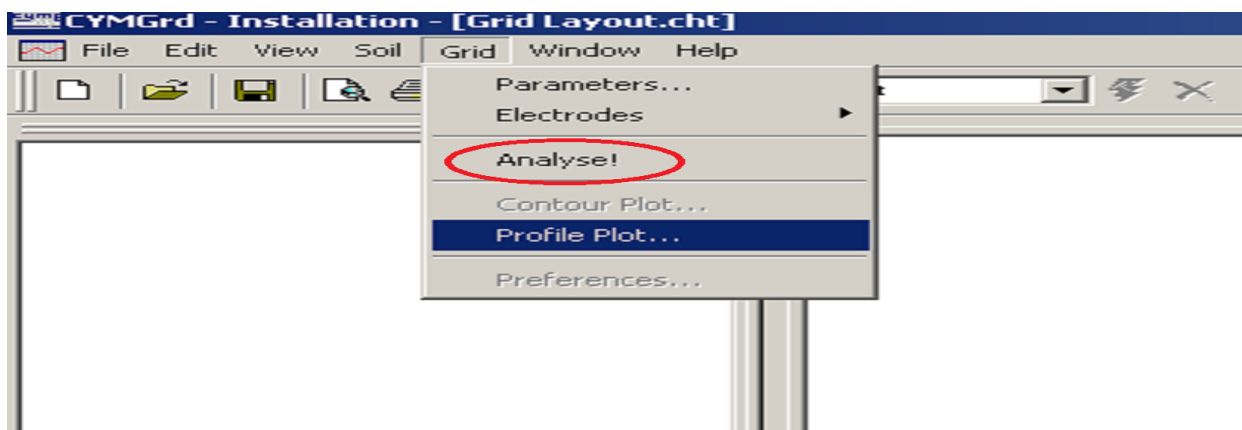 CYMGrd - Installation - [Grid Layout.cht]
File Edit View Soil Grid Window Help
Parameters...
Electrodes
Analyse!
Contour Plot...
Profile Plot...
Preferences...